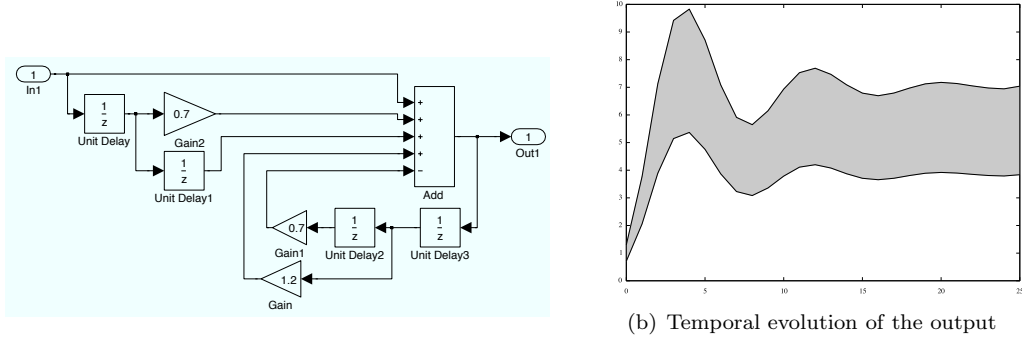 1
In1
1
z
Unit Delay
0.7
Gain2
1
z
Unit Delay1
+
+
+
+
−
Add
1
Out1
0.7
Gain1
1
z
Unit Delay2
1
z
Unit Delay3
1.2
Gain
10
9
8
7
6
5
4
3
2
1
0
0 5 10 15 20 25
(b) Temporal evolution of the output